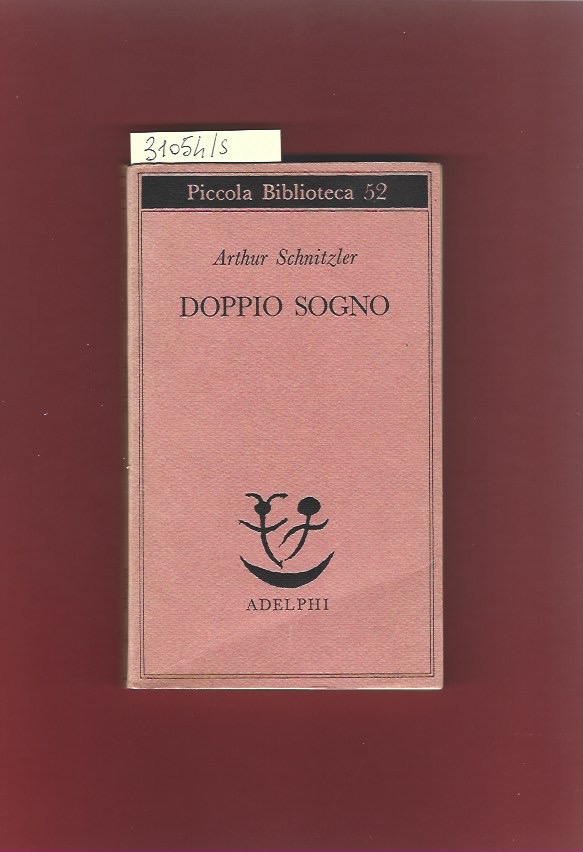 31054/s
Piccola Biblioteca 52
Arthur Schnitzler
DOPPIO SOGNO
ADELPHI